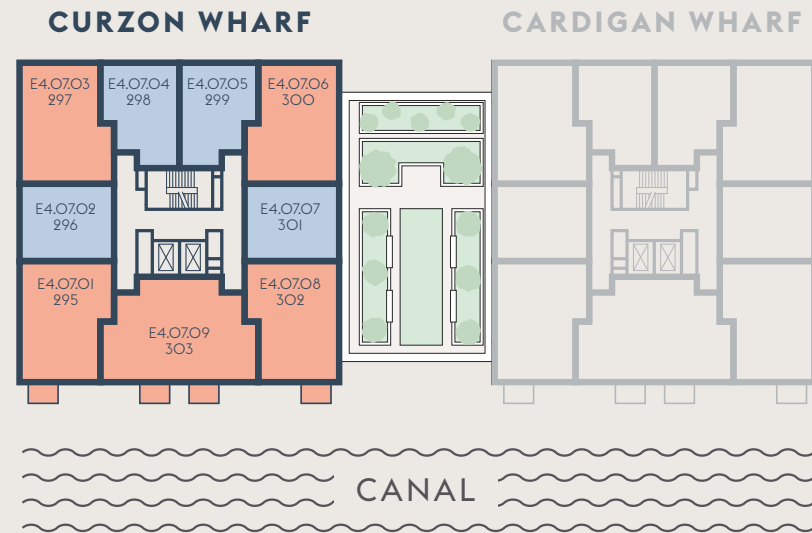 CURZON WHARF
CARDIGAN WHARF
E4.07.03
297
E4.07.04
298
E4.07.05
299
E4.07.06
300
E4.07.02
296
E4.07.07
301
E4.07.01
295
E4.07.08
302
E4.07.09
303
CANAL